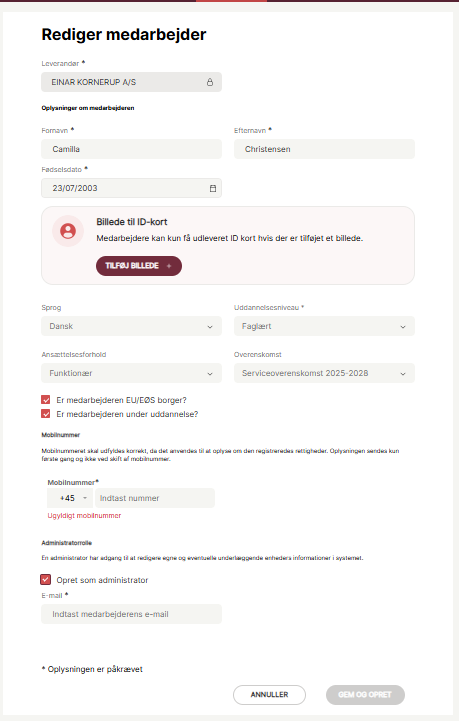 Rediger medarbejder
Leverandør *
EINAR KORNERUP A/S
Oplysninger om medarbejderen
Fornavn * Efternavn *
Camilla Christensen
Fødselsdato *
23/07/2003
Billede til ID-kort
Medarbejdere kan kun få udleveret ID kort hvis der er tilføjet et billede.
TILFØJ BILLEDE +
Sprog Uddannelsesniveau *
Dansk Faglært
Ansættelsesforhold Overenskomst
Funktionær Serviceoverenskomst 2025-2028
Er medarbejderen EU/EØS borger?
Er medarbejderen under uddannelse?
Mobilnummer
Mobilnummeret skal udfyldes korrekt, da det anvendes til at oplyse om den registreredes rettigheder. Oplysningen sendes kun
første gang og ikke ved skift af mobilnummer.
Mobilnummer*
+45 Indtast nummer
Ugyldigt mobilnummer
Administratorrolle
En administrator har adgang til at redigere egne og eventuelle underlæggende enheders informationer i systemet.
Opret som administrator
E-mail *
Indtast medarbejderens e-mail
* Oplysningen er påkrævet
ANNULLER GEM OG OPRET